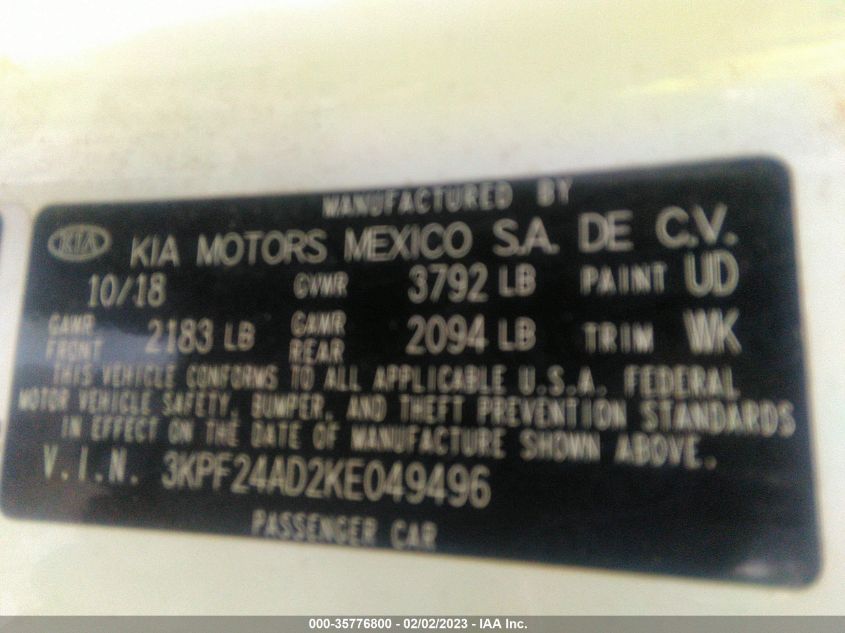 MANUFACTURED BY
KIA KIA MOTORS MEXICO S.A. DE C.V.
10/18 GVWR 3792 LB PAINT UD
GAWR FRONT 2183 LB GAWR REAR 2094 LB TRIM WK
THIS VEHICLE CONFORMS TO ALL APPLICABLE U.S.A. FEDERAL
MOTOR VEHICLE SAFETY, BUMPER, AND THEFT PREVENTION STANDARDS
IN EFFECT ON THE DATE OF MANUFACTURE SHOWN ABOVE.
V.I.N. 3KPF24AD2KE049496
PASSENGER CAR
000-35776800 - 02/02/2023 - IAA Inc.